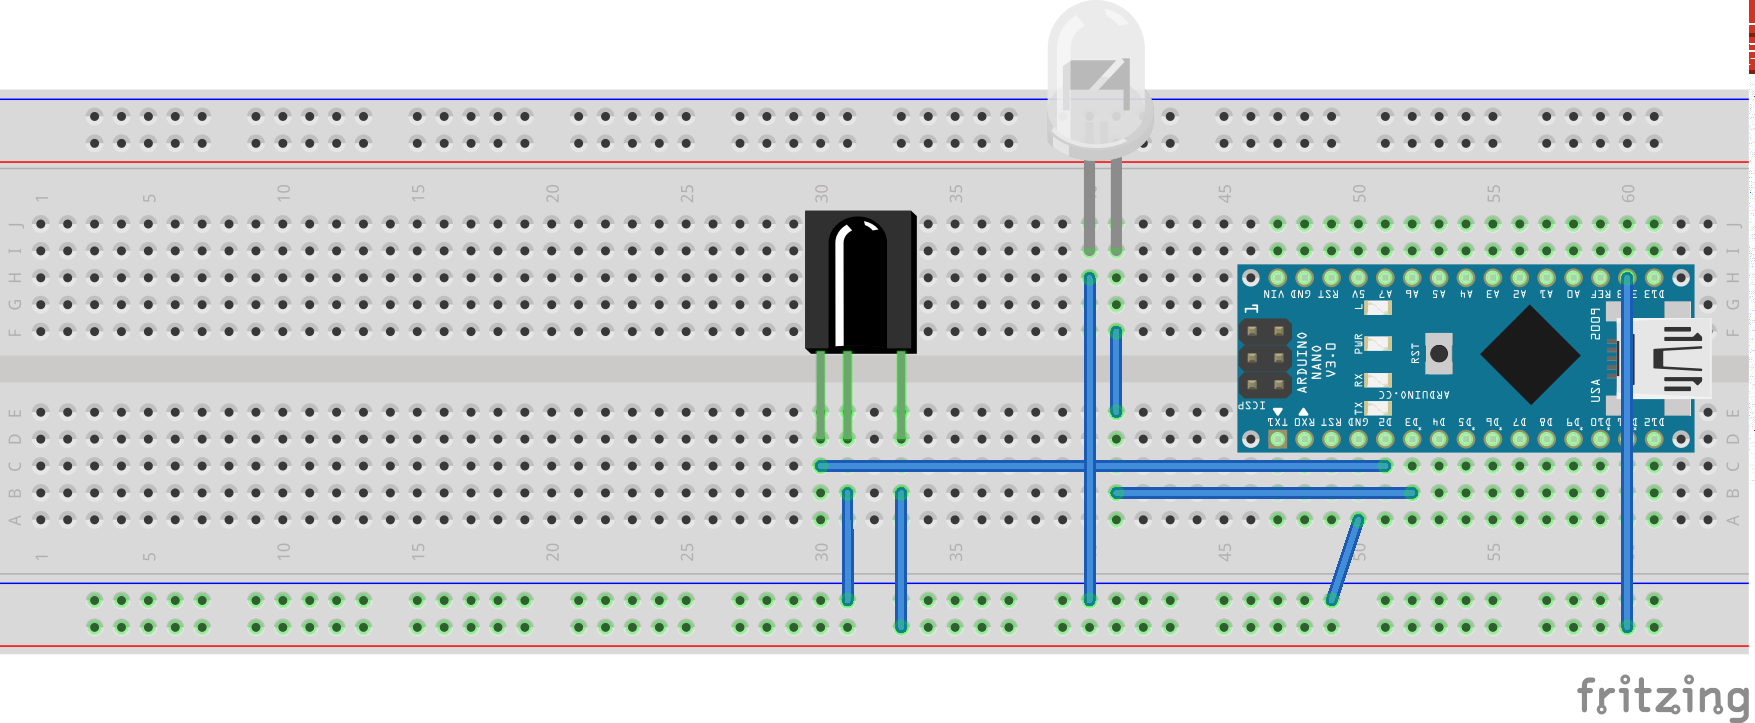 1 5 10 15 20 25 30 35 45 50 55 60
J J
I I
H H
G G
F F
VIN GND RST 5V A7 A6 A5 A4 A3 A2 A1 A0 REF 3V3 D13
1
L
PWR
RX
TX
RST
ARDUINO
NANO
V3.0
ARDUINO.CC
USA
2009
ICSP
TX1 RX0 RST GND D2 D3 D4 D5 D6 D7 D8 D9 D10 D11 D12
E E
D D
C C
B B
A A
1 5 10 15 20 25 30 35 45 50 55 60
fritzing